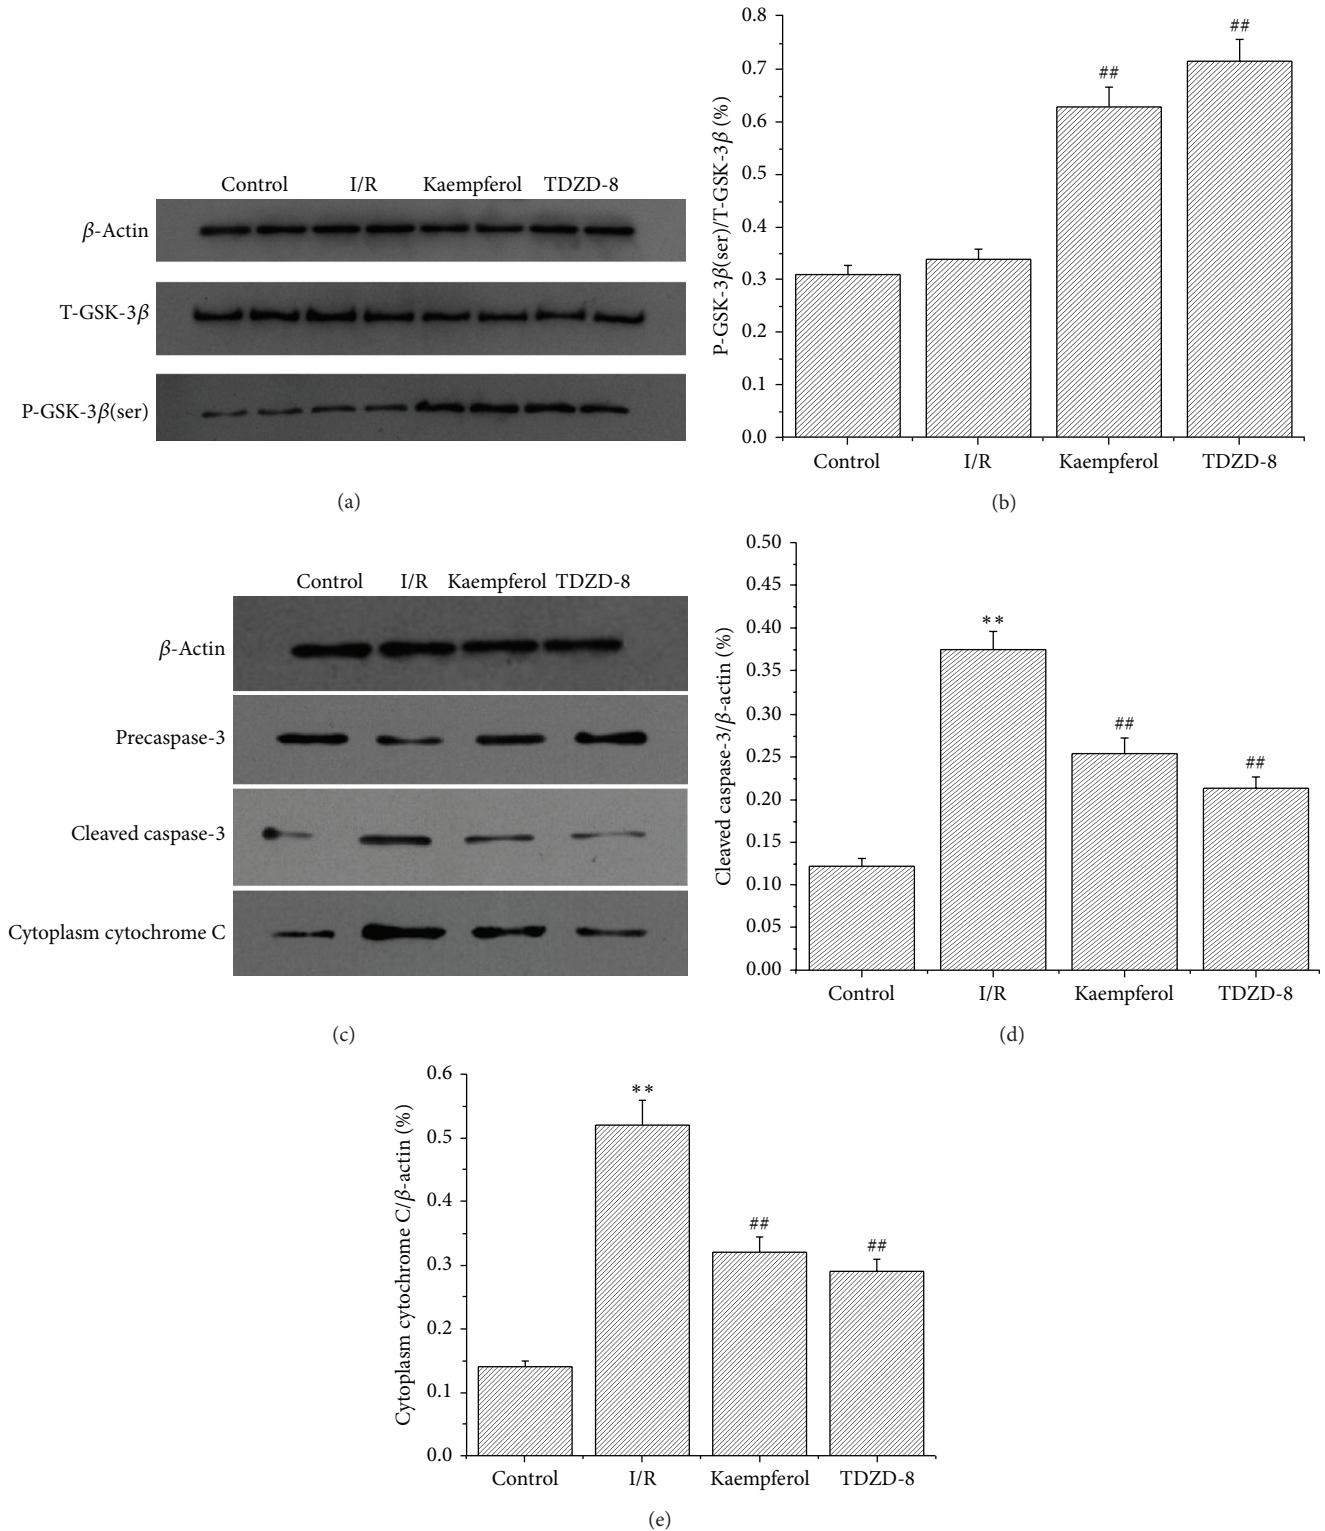 Control I/R Kaempferol TDZD-8
β-Actin
T-GSK-3β
P-GSK-3β(ser)
(a)
P-GSK-3β(ser)/T-GSK-3β (%)
0.8
0.7
0.6
0.5
0.4
0.3
0.2
0.1
0.0
##
##
Control I/R Kaempferol TDZD-8
(b)
Control I/R Kaempferol TDZD-8
β-Actin
Precaspase-3
Cleaved caspase-3
Cytoplasm cytochrome C
(c)
Cleaved caspase-3/β-actin (%)
0.50
0.45
0.40
0.35
0.30
0.25
0.20
0.15
0.10
0.05
0.00
**
##
##
Control I/R Kaempferol TDZD-8
(d)
Cytoplasm cytochrome C/β-actin (%)
0.6
0.5
0.4
0.3
0.2
0.1
0.0
**
##
##
Control I/R Kaempferol TDZD-8
(e)